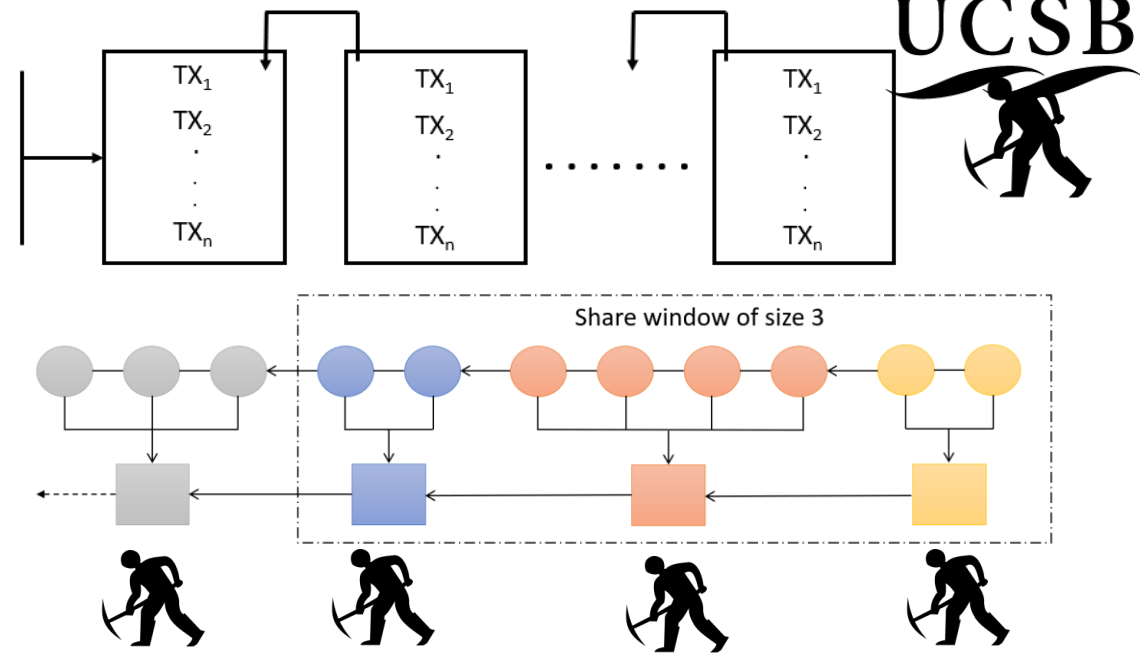 UCSB
TX₁
TX₂
TXₙ
TX₁
TX₂
TXₙ
TX₁
TX₂
TXₙ
Share window of size 3